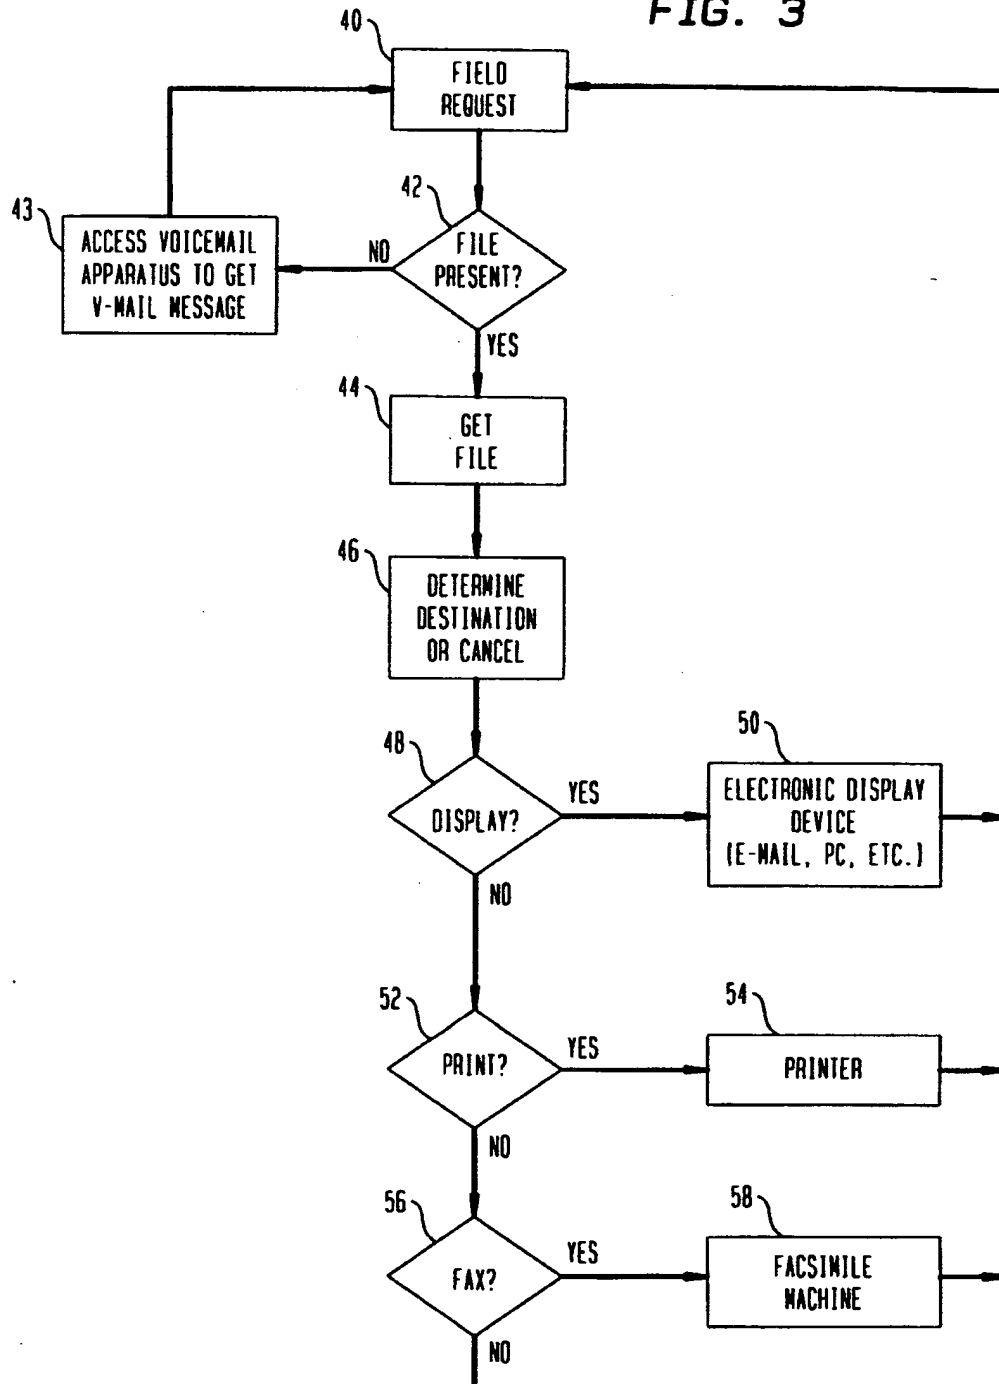 FIG. 3
40
FIELD
REQUEST
42
FILE
PRESENT?
NO
43
ACCESS VOICEMAIL
APPARATUS TO GET
V-MAIL MESSAGE
YES
44
GET
FILE
46
DETERMINE
DESTINATION
OR CANCEL
48
DISPLAY?
YES
50
ELECTRONIC DISPLAY
DEVICE
(E-MAIL, PC, ETC.)
NO
52
PRINT?
YES
54
PRINTER
NO
56
FAX?
YES
58
FACSIMILE
MACHINE
NO